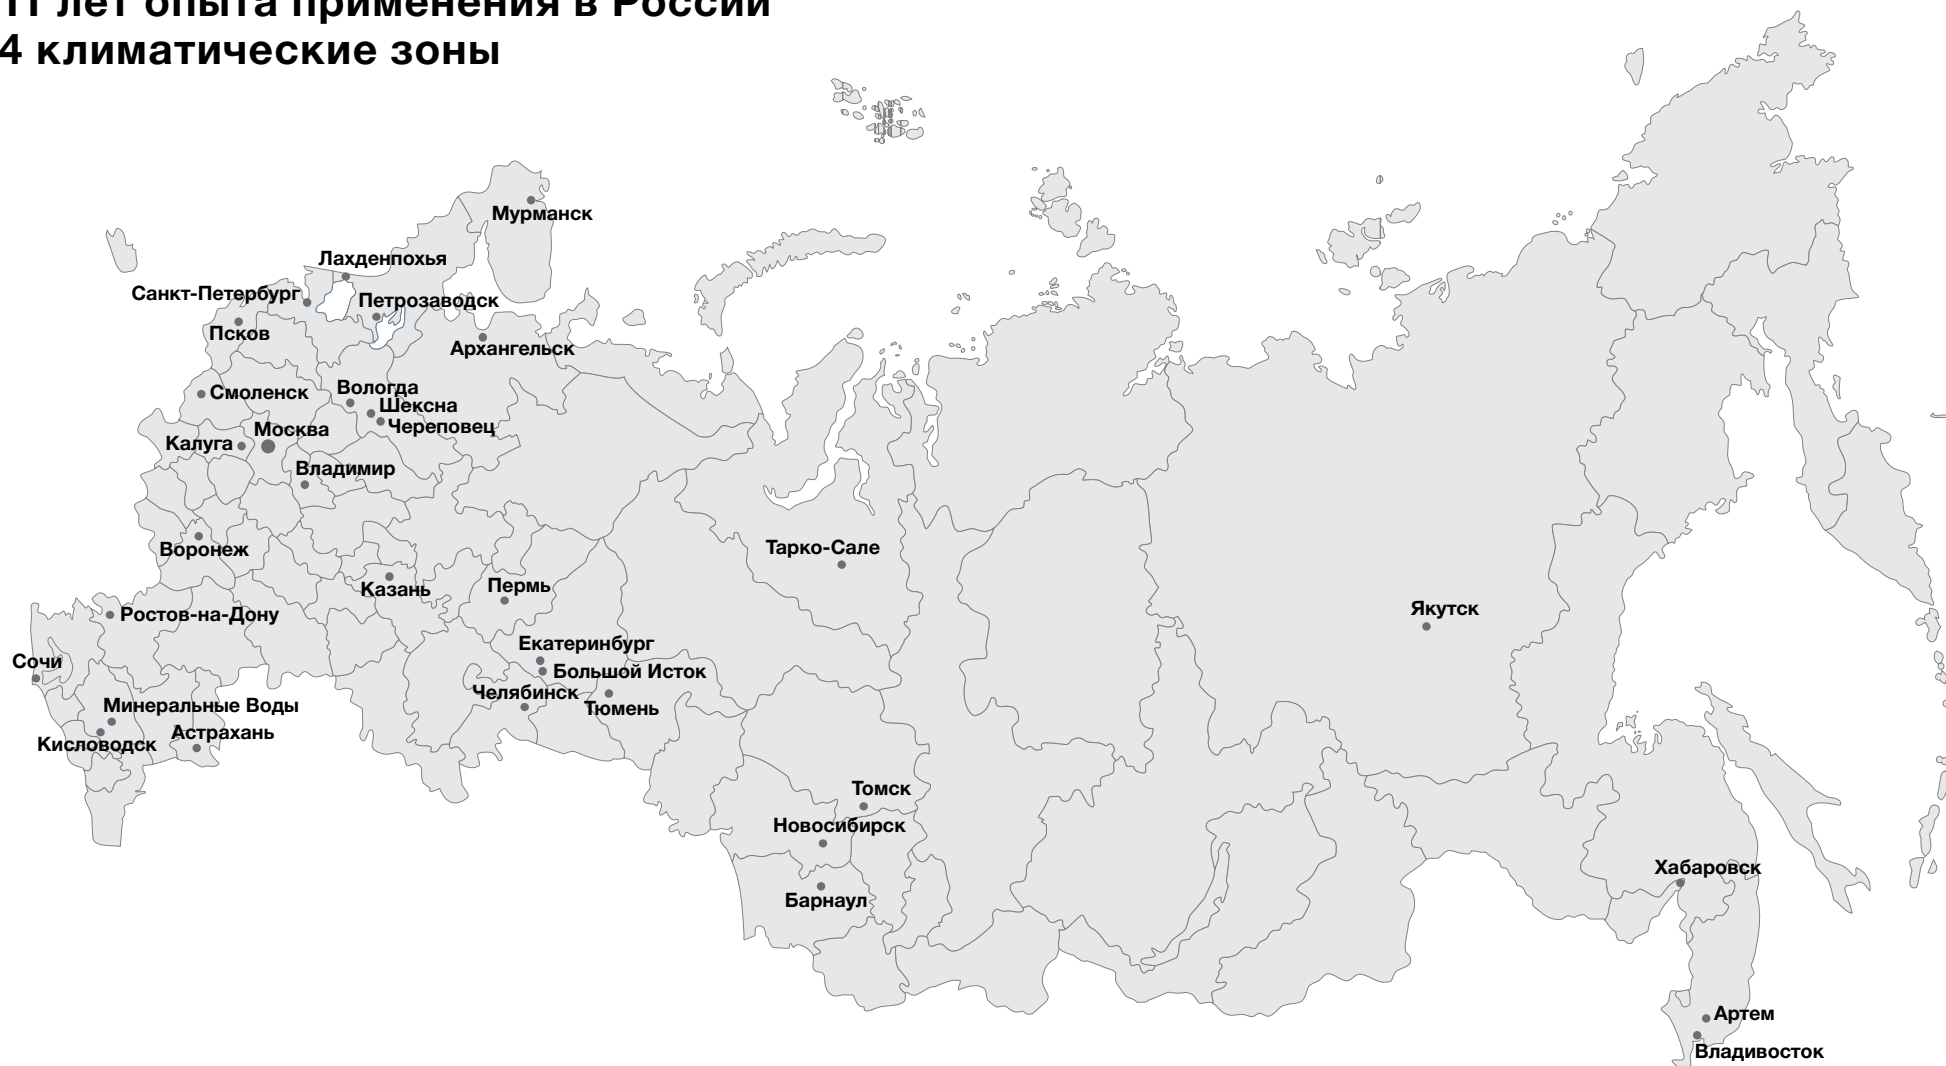 11 лет опыта применения в России
4 климатические зоны
Мурманск
Лахденпохья
Санкт-Петербург
Петрозаводск
Псков
Архангельск
Вологда
Смоленск
Шексна
Череповец
Москва
Калуга
Владимир
Воронеж
Тарко-Сале
Казань
Пермь
Якутск
Ростов-на-Дону
Екатеринбург
Сочи
Большой Исток
Челябинск
Тюмень
Минеральные Воды
Астрахань
Кисловодск
Томск
Новосибирск
Хабаровск
Барнаул
Артем
Владивосток